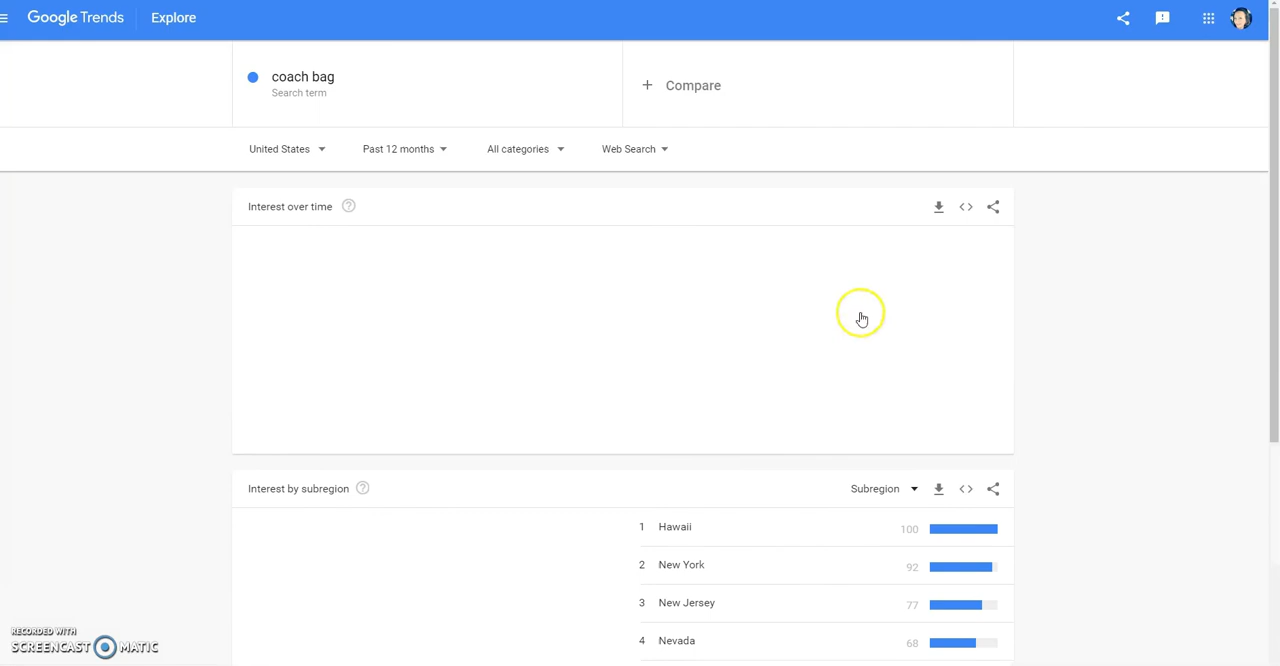 Google Trends Explore
coach bag
Search term
+ Compare
United States Past 12 months All categories Web Search
Interest over time ?
Interest by subregion ? Subregion
1 Hawaii 100
2 New York 92
3 New Jersey 77
4 Nevada 68
RECORDED WITH
SCREENCAST MATIC